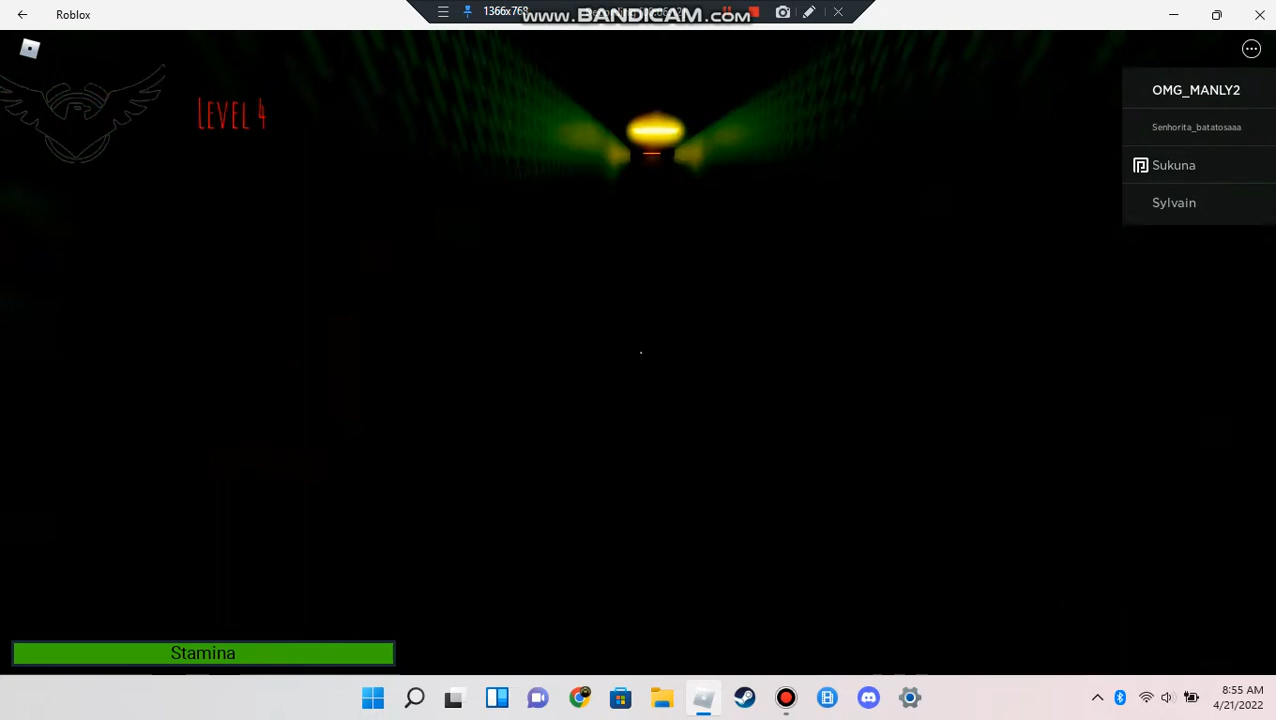 Roblox
1366x768
www.BANDICAM.com
Level 4
OMG_MANLY2
Senhorita_batatosaaa
Sukuna
Sylvain
Stamina
8:55 AM
4/21/2022